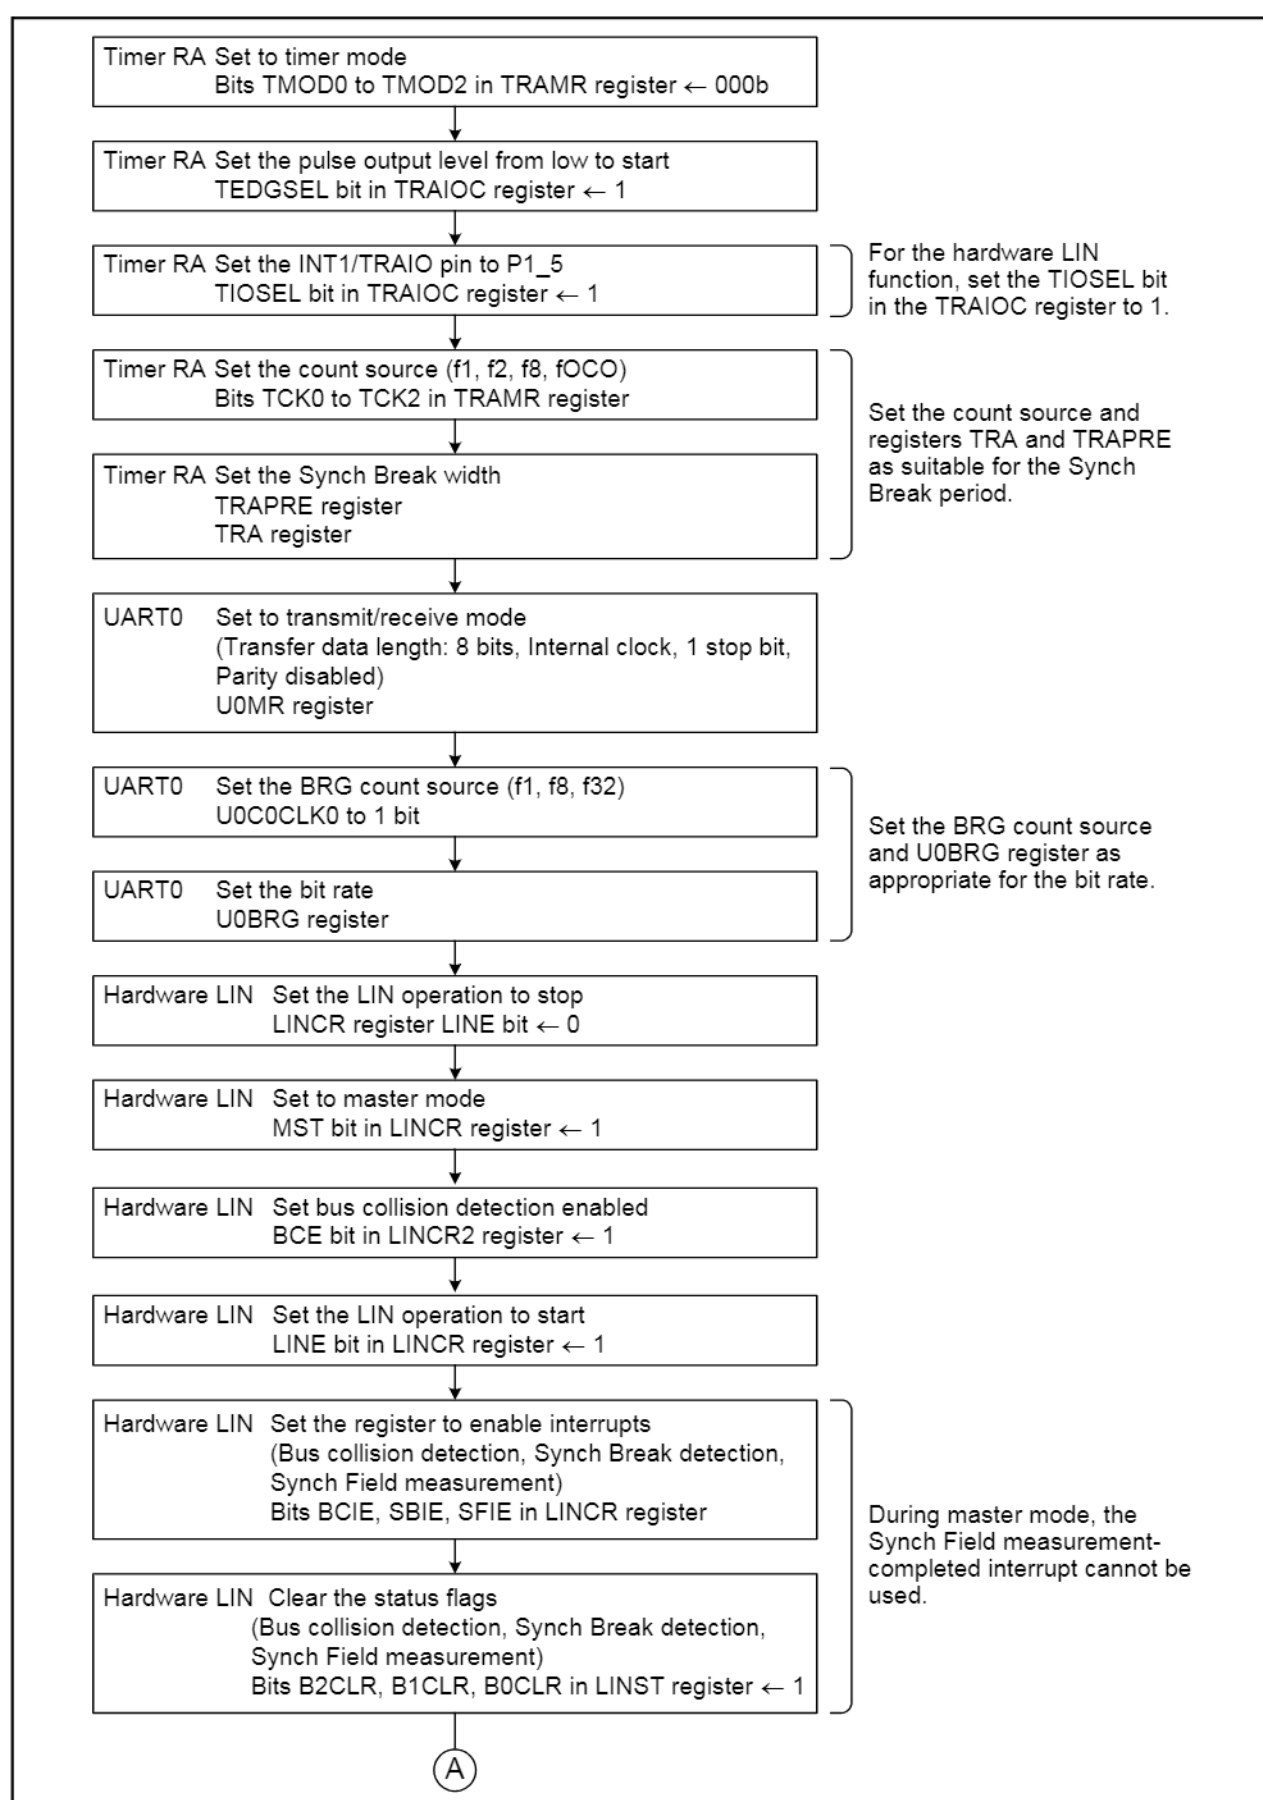 Timer RA Set to timer mode
Bits TMOD0 to TMOD2 in TRAMR register ← 000b
Timer RA Set the pulse output level from low to start
TEDGSEL bit in TRAIOC register ← 1
Timer RA Set the INT1/TRAIO pin to P1_5
TIOSEL bit in TRAIOC register ← 1
For the hardware LIN
function, set the TIOSEL bit
in the TRAIOC register to 1.
Timer RA Set the count source (f1, f2, f8, fOCO)
Bits TCK0 to TCK2 in TRAMR register
Timer RA Set the Synch Break width
TRAPRE register
TRA register
Set the count source and
registers TRA and TRAPRE
as suitable for the Synch
Break period.
UART0 Set to transmit/receive mode
(Transfer data length: 8 bits, Internal clock, 1 stop bit,
Parity disabled)
U0MR register
UART0 Set the BRG count source (f1, f8, f32)
U0C0CLK0 to 1 bit
UART0 Set the bit rate
U0BRG register
Set the BRG count source
and U0BRG register as
appropriate for the bit rate.
Hardware LIN Set the LIN operation to stop
LINCR register LINE bit ← 0
Hardware LIN Set to master mode
MST bit in LINCR register ← 1
Hardware LIN Set bus collision detection enabled
BCE bit in LINCR2 register ← 1
Hardware LIN Set the LIN operation to start
LINE bit in LINCR register ← 1
Hardware LIN Set the register to enable interrupts
(Bus collision detection, Synch Break detection,
Synch Field measurement)
Bits BCIE, SBIE, SFIE in LINCR register
Hardware LIN Clear the status flags
(Bus collision detection, Synch Break detection,
Synch Field measurement)
Bits B2CLR, B1CLR, B0CLR in LINST register ← 1
During master mode, the
Synch Field measurement-
completed interrupt cannot be
used.
A